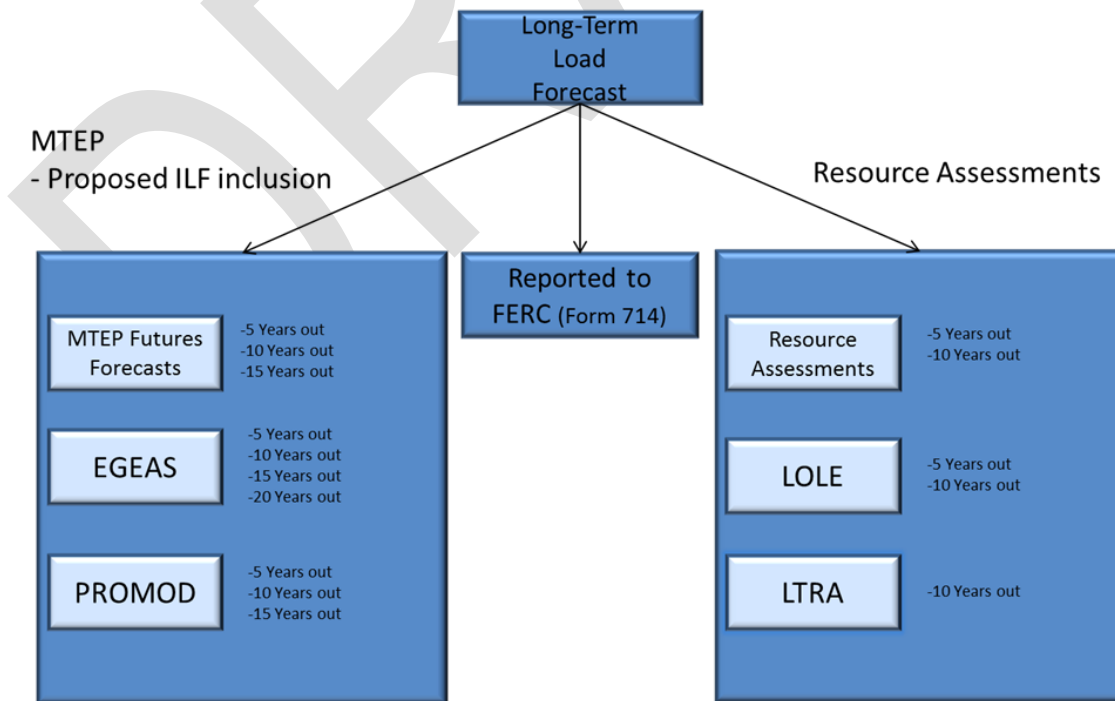 Long-Term
Load
Forecast
MTEP
- Proposed ILF inclusion
Resource Assessments
Reported to
FERC (Form 714)
MTEP Futures
Forecasts
-5 Years out
-10 Years out
-15 Years out
EGEAS
-5 Years out
-10 Years out
-15 Years out
-20 Years out
PROMOD
-5 Years out
-10 Years out
-15 Years out
Resource
Assessments
-5 Years out
-10 Years out
LOLE
-5 Years out
-10 Years out
LTRA
-10 Years out